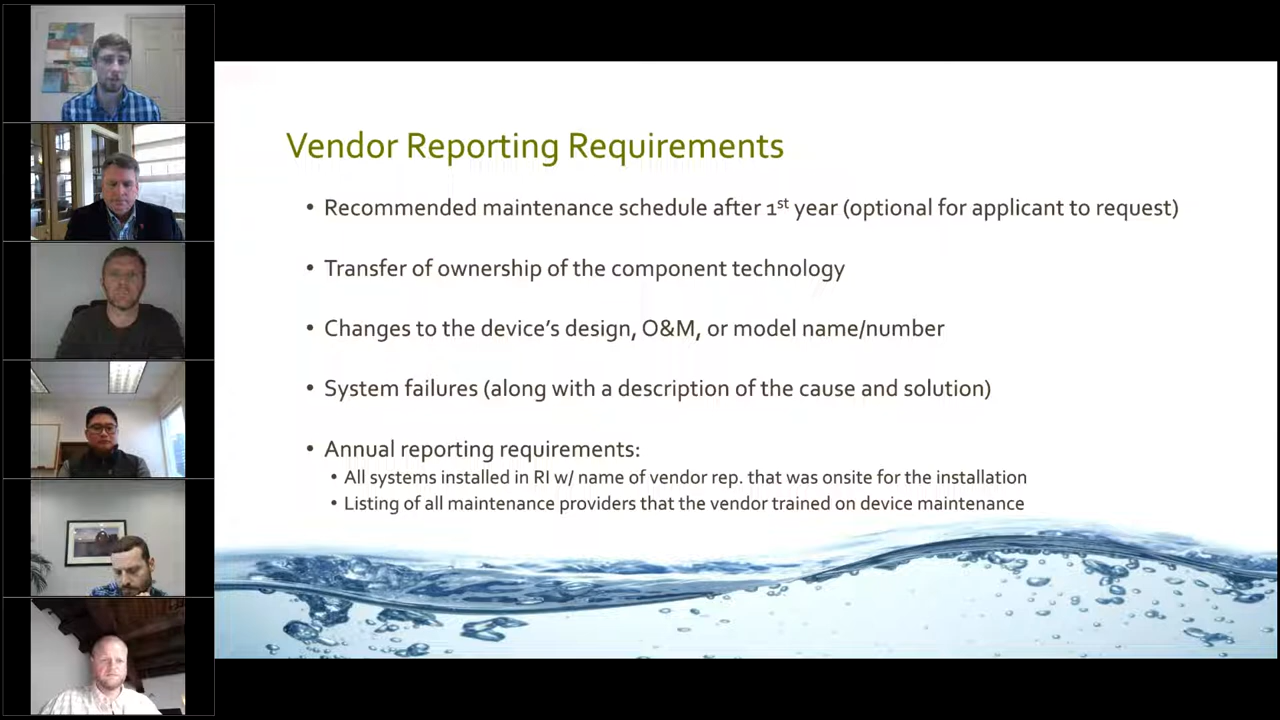 Vendor Reporting Requirements
• Recommended maintenance schedule after 1st year (optional for applicant to request)
• Transfer of ownership of the component technology
• Changes to the device's design, O&M, or model name/number
• System failures (along with a description of the cause and solution)
• Annual reporting requirements:
• All systems installed in RI w/ name of vendor rep. that was onsite for the installation
• Listing of all maintenance providers that the vendor trained on device maintenance